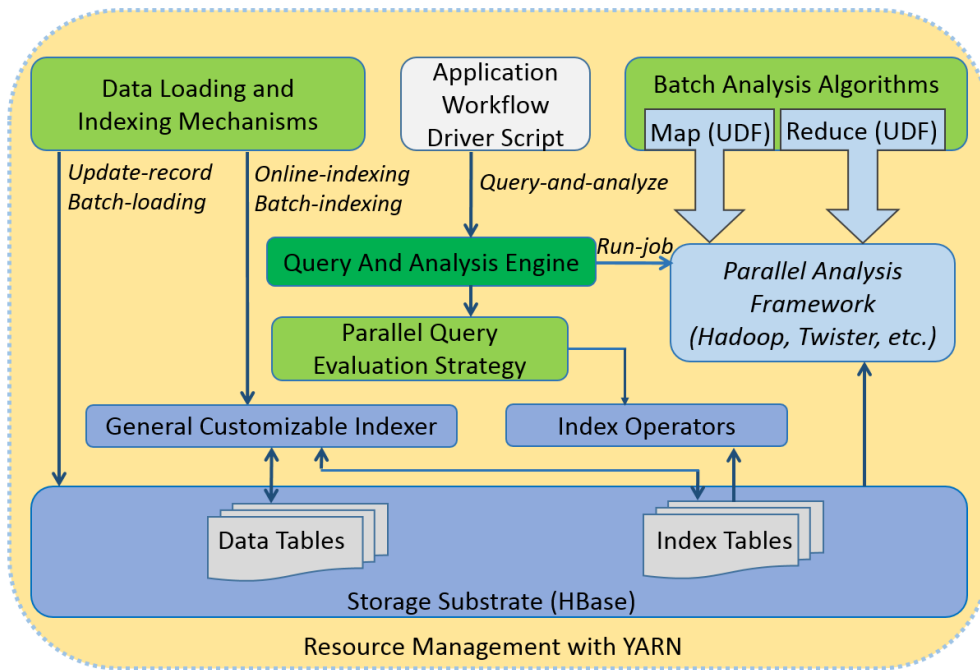 Data Loading and
Indexing Mechanisms
Application
Workflow
Driver Script
Batch Analysis Algorithms
Map (UDF)
Reduce (UDF)
Update-record
Batch-loading
Online-indexing
Batch-indexing
Query-and-analyze
Query And Analysis Engine
Run-job
Parallel Analysis
Framework
(Hadoop, Twister, etc.)
Parallel Query
Evaluation Strategy
General Customizable Indexer
Index Operators
Data Tables
Index Tables
Storage Substrate (HBase)
Resource Management with YARN